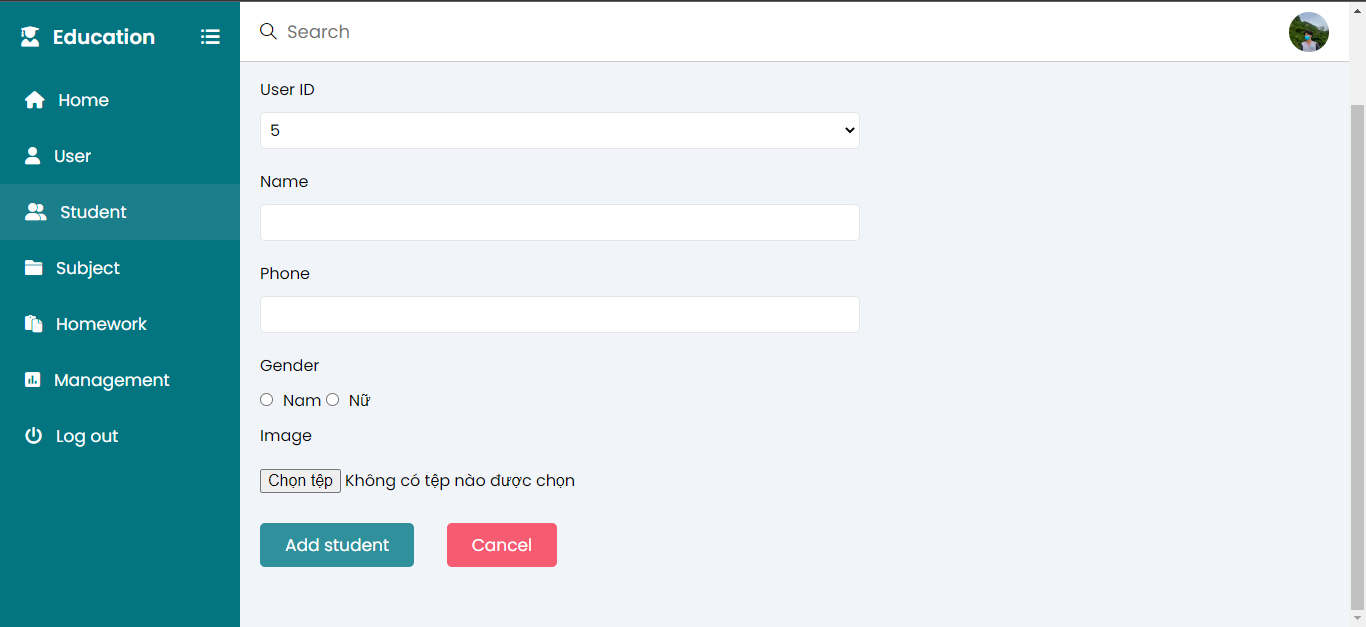 Education
Home
User
Student
Subject
Homework
Management
Log out
Search
User ID
5
Name
Phone
Gender
Nam Nữ
Image
Chọn tệp Không có tệp nào được chọn
Add student Cancel